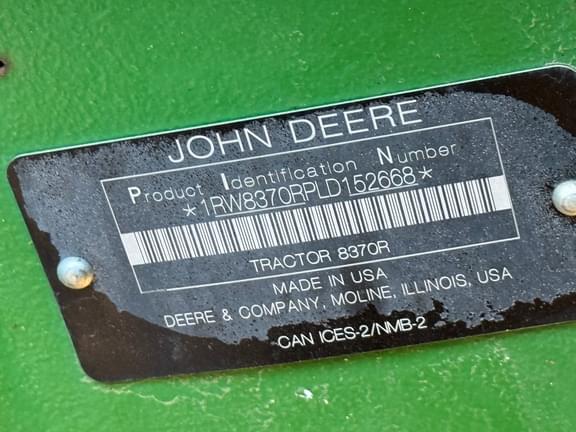 JOHN DEERE
Product Identification Number
*1RW8370RPLD152668*
TRACTOR 8370R
MADE IN USA
DEERE & COMPANY, MOLINE, ILLINOIS, USA
CAN ICES-2/NMB-2